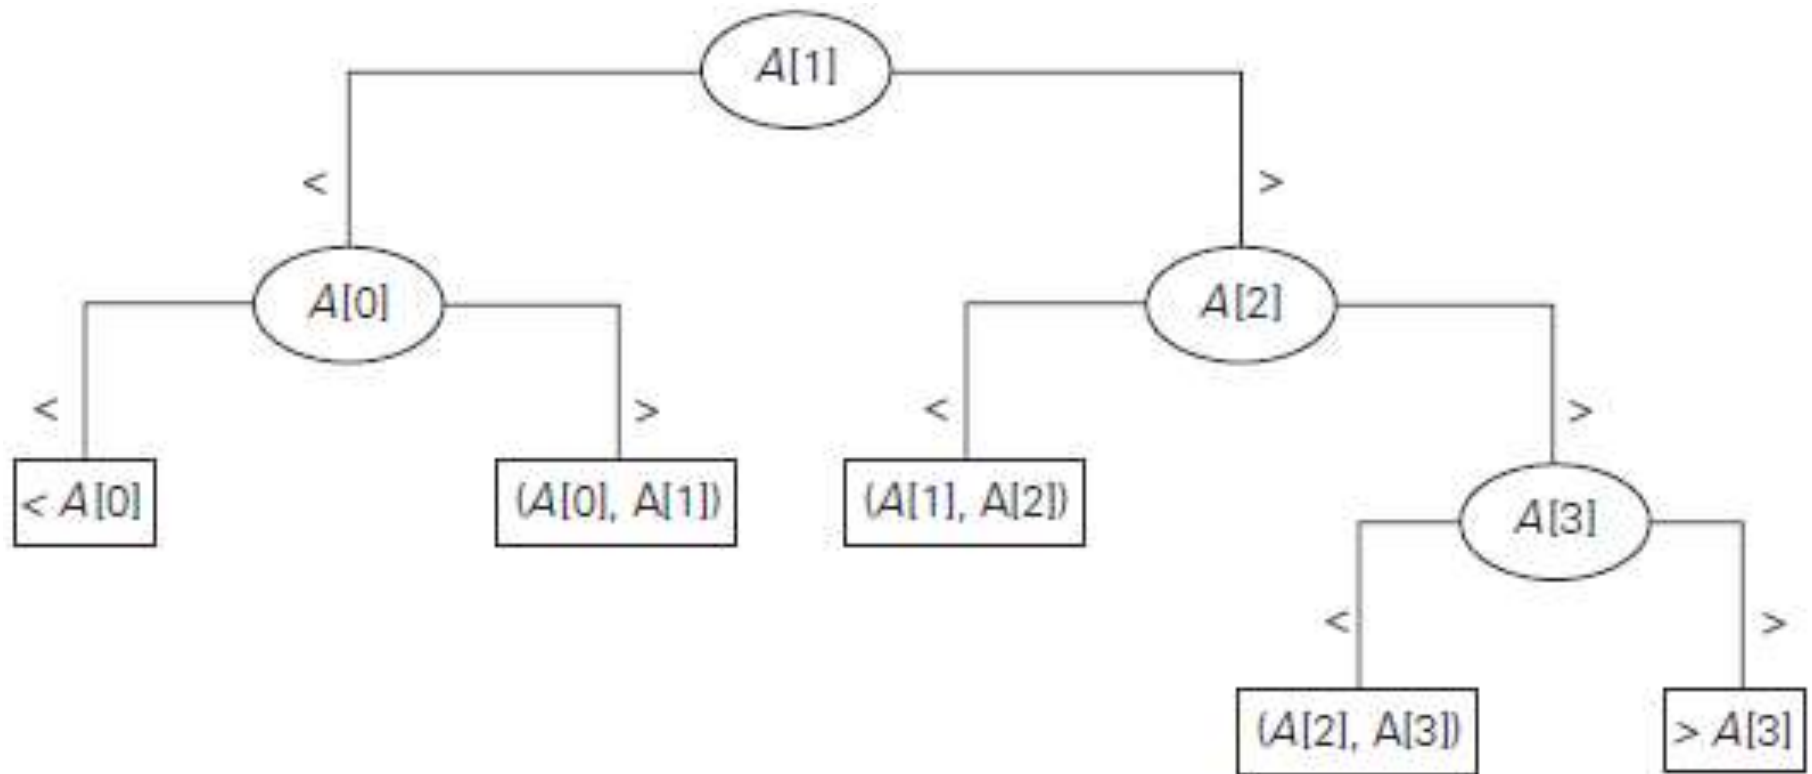 A[1]
<
>
A[0]
A[2]
<
>
<
>
< A[0]
(A[0], A[1])
(A[1], A[2])
A[3]
<
>
(A[2], A[3])
> A[3]